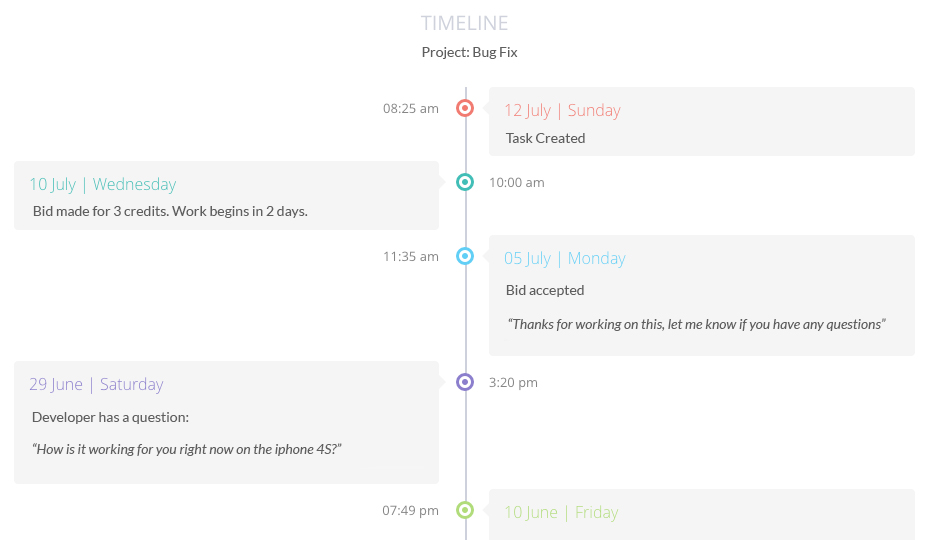 TIMELINE
Project: Bug Fix
08:25 am
12 July | Sunday
Task Created
10 July | Wednesday
Bid made for 3 credits. Work begins in 2 days.
10:00 am
11:35 am
05 July | Monday
Bid accepted
“Thanks for working on this, let me know if you have any questions”
29 June | Saturday
Developer has a question:
“How is it working for you right now on the iphone 4S?”
3:20 pm
07:49 pm
10 June | Friday